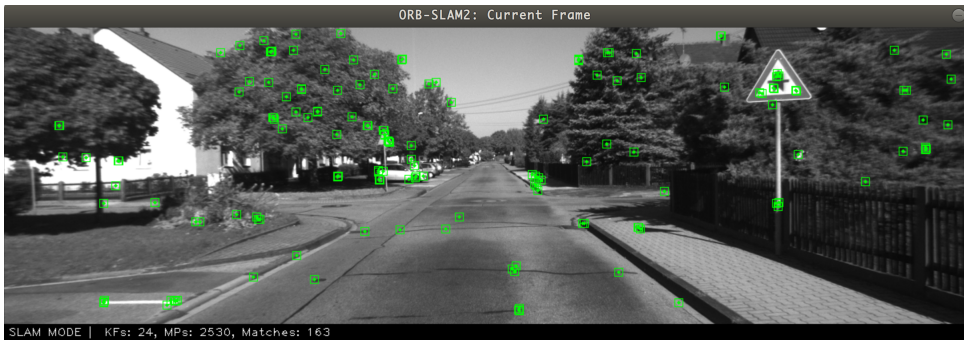 ORB-SLAM2: Current Frame
SLAM MODE | KFs: 24, MPs: 2530, Matches: 163